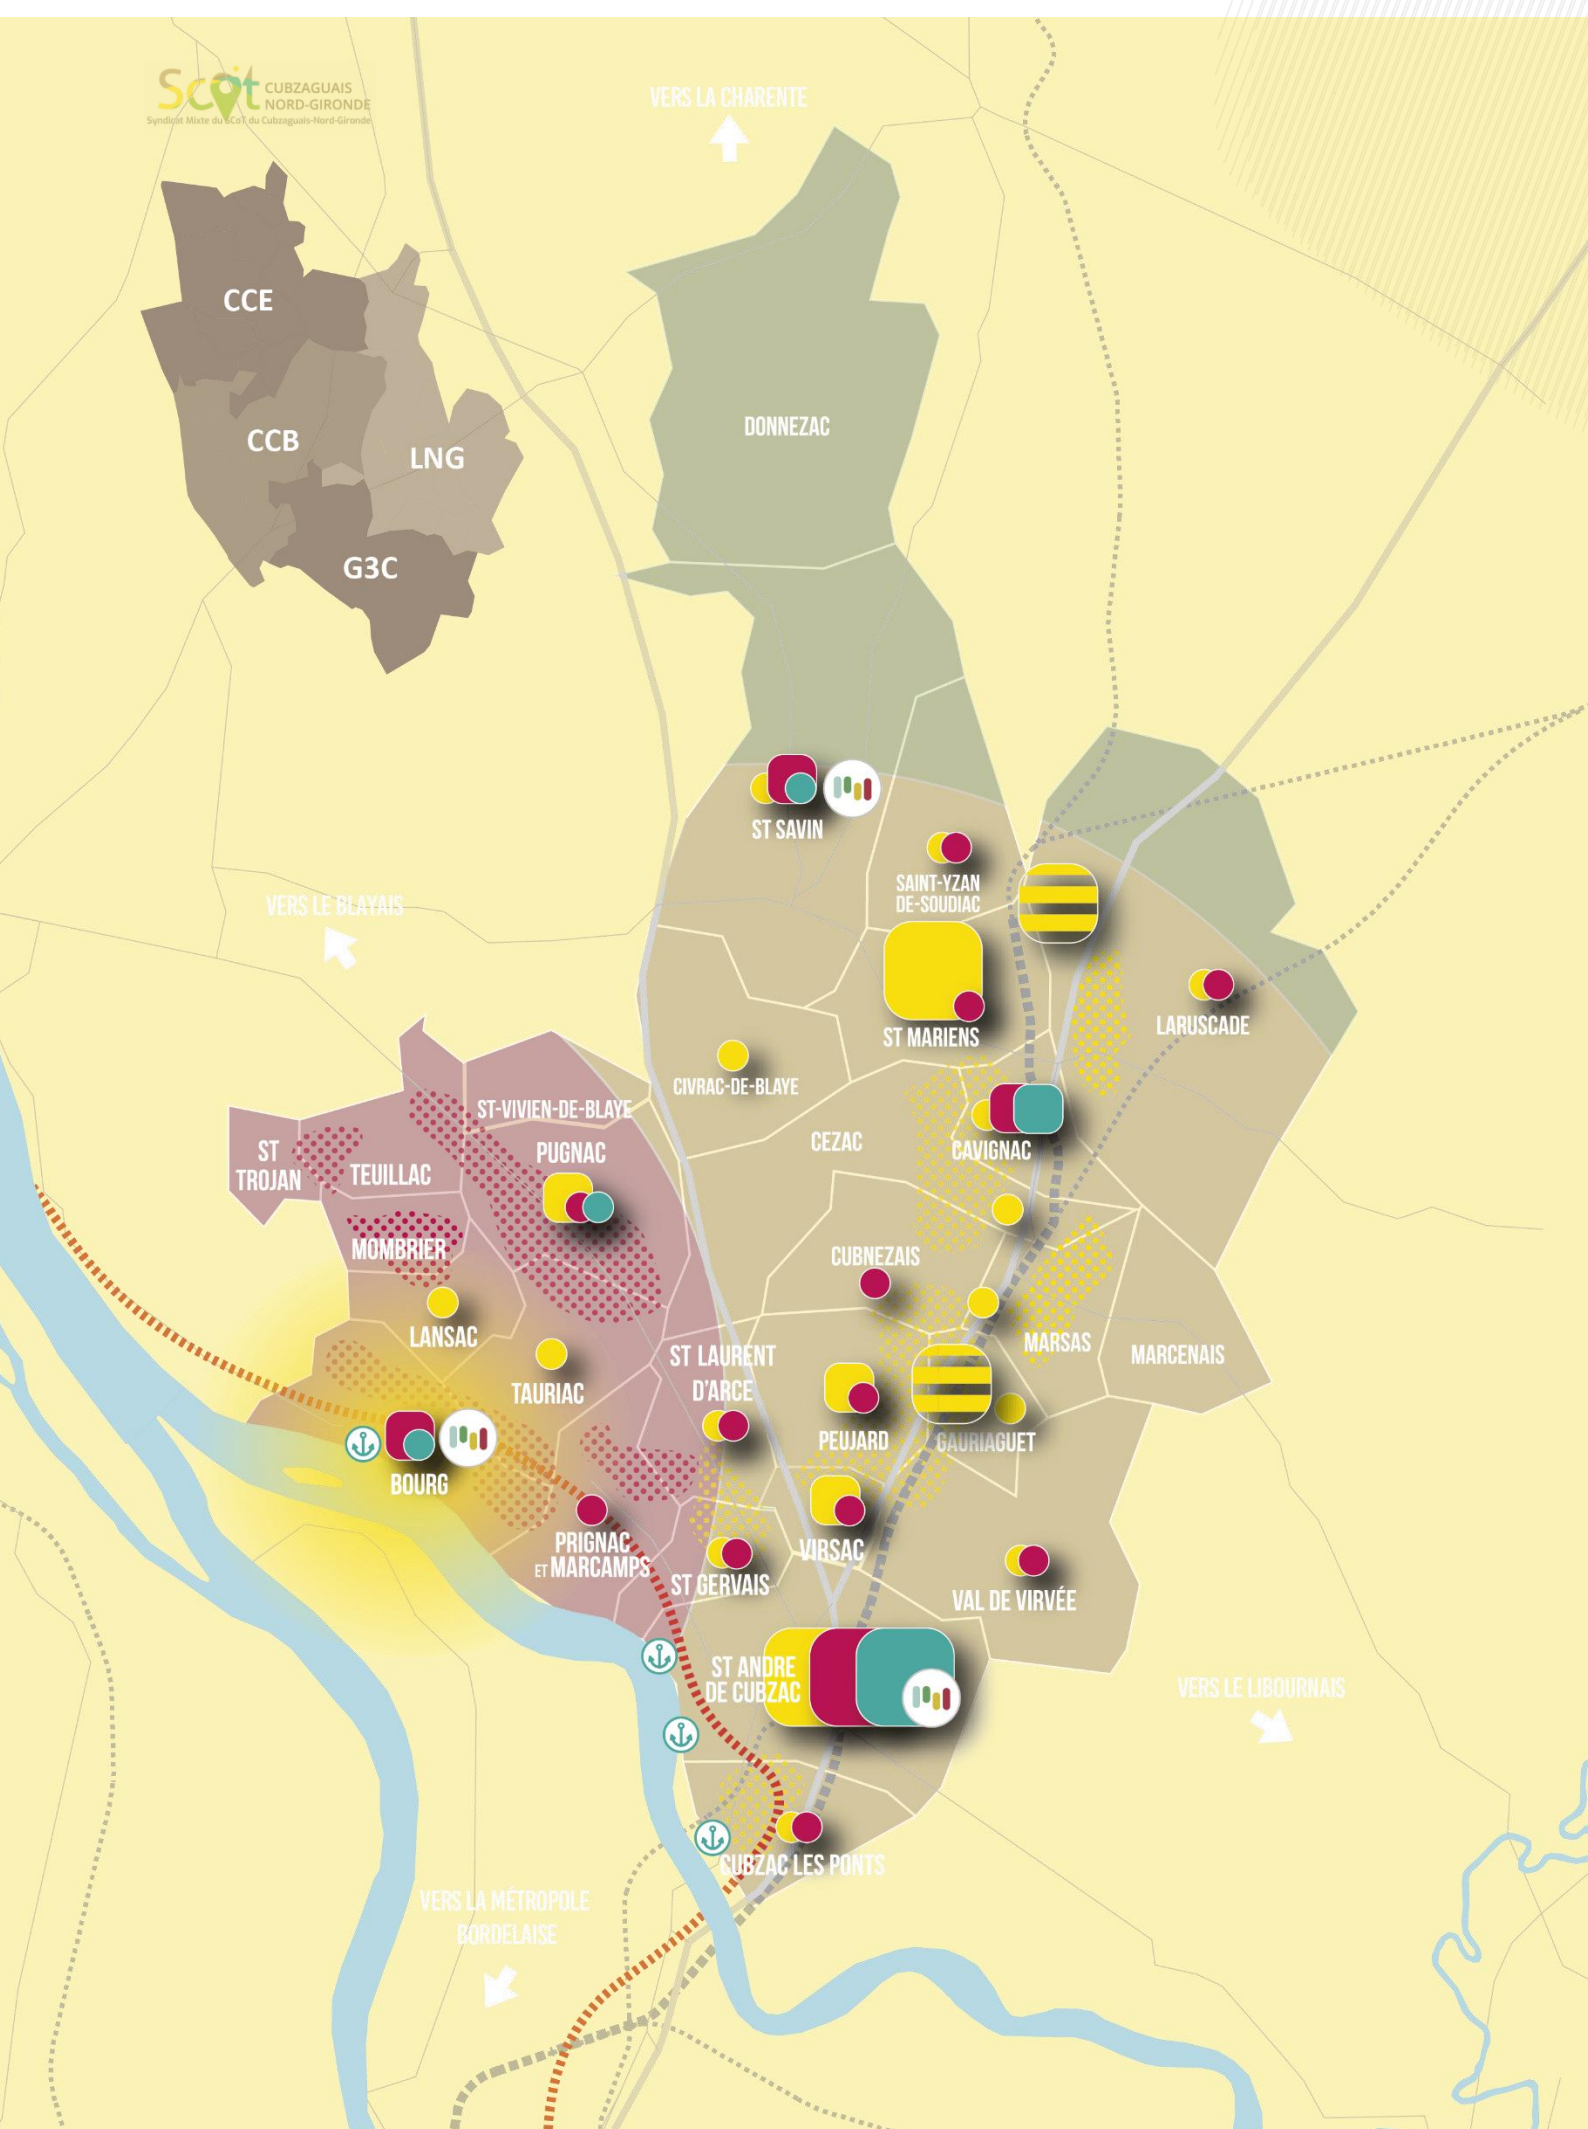 Scot
CUBZAGUAIS
NORD-GIRONDE
Syndicat Mixte du SCoT du Cubzaguais-Nord-Gironde
VERS LA CHARENTE
CCE
CCB
LNG
G3C
DONNEZAC
ST SAVIN
SAINT-YZAN
DE-SOUDIAC
VERS LE BLAYAIS
ST MARIENS
LARUSCADE
CIVRAC-DE-BLAYE
ST-VIVIEN-DE-BLAYE
CEZAC
CAVIGNAC
PUGNAC
ST
TROJAN
TEUILLAC
MOMBRIER
CUBNEZAIS
LANSAC
MARSAS
MARCENAIS
ST LAURENT
D'ARCE
TAURIAC
PEUJARD
GAURIAGUET
BOURG
PRIGNAC
ET MARCAMPS
VIRSAC
ST GERVAIS
VAL DE VIRVÉE
ST ANDRE
DE CUBZAC
VERS LE LIBOURNAIS
CUBZAC LES PONTS
VERS LA MÉTROPOLE
BORDELAISE